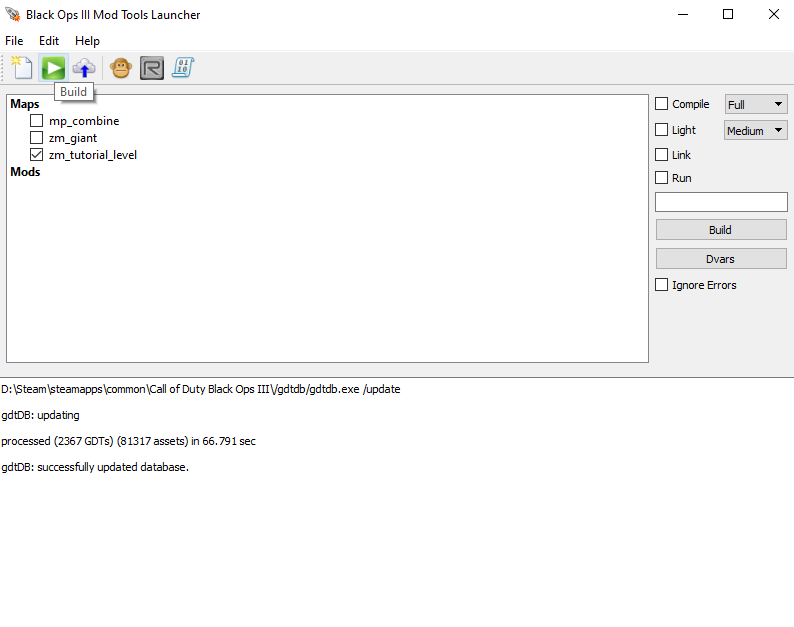 Black Ops III Mod Tools Launcher
File Edit Help
R
01
10
Build
Maps
mp_combine
zm_giant
zm_tutorial_level
Mods
Compile Full
Light Medium
Link
Run
Build
Dvars
Ignore Errors
D:\Steam\steamapps\common\Call of Duty Black Ops III\/gdtdb/gdtdb.exe /update
gdtDB: updating
processed (2367 GDTs) (81317 assets) in 66.791 sec
gdtDB: successfully updated database.